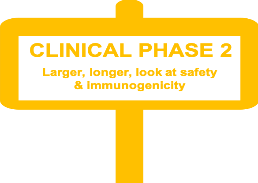 CLINICAL PHASE 2
Larger, longer, look at safety
& immunogenicity